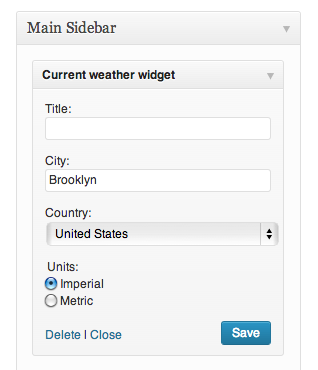 Main Sidebar
Current weather widget
Title:
City:
Brooklyn
Country:
United States
Units:
Imperial
Metric
Delete | Close
Save